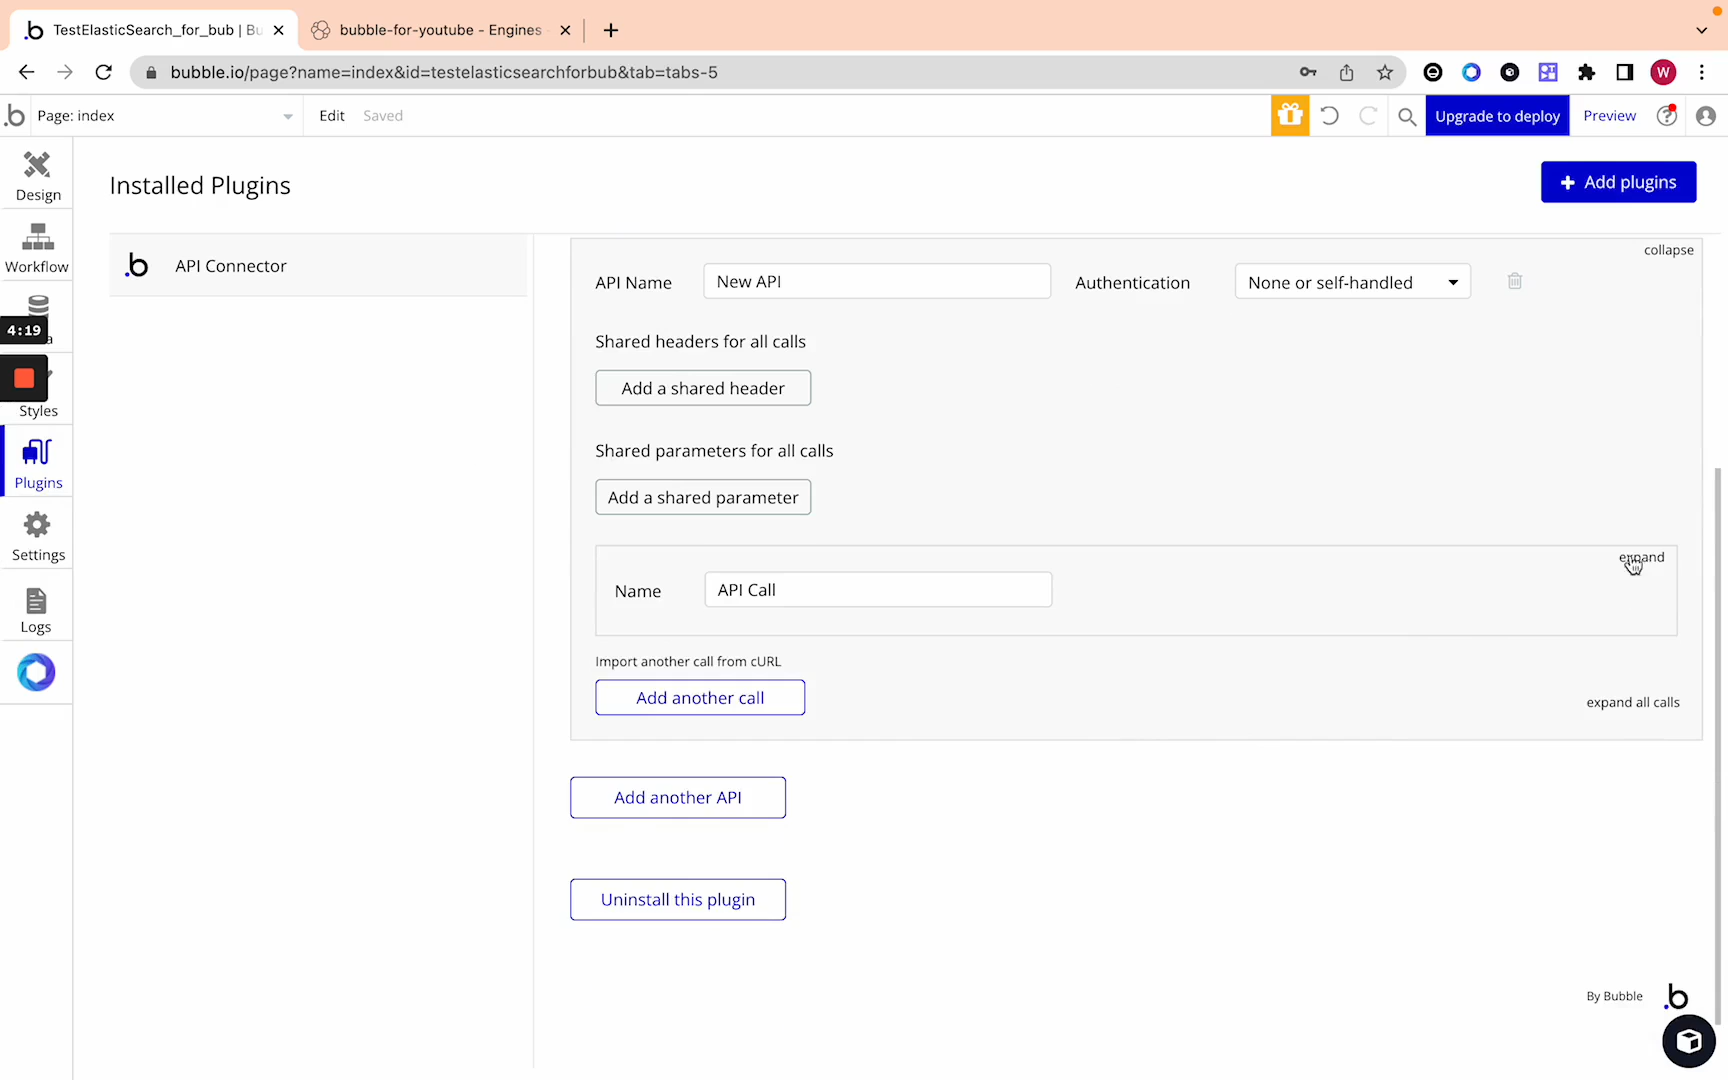 TestElasticSearch_for_bub | Bu
bubble-for-youtube - Engines
bubble.io/page?name=index&id=testelasticsearchforbub&tab=tabs-5
W
Page: index
Edit
Saved
Upgrade to deploy
Preview
Design
Workflow
4:19
Styles
Plugins
Settings
Logs
Installed Plugins
+ Add plugins
API Connector
collapse
API Name
New API
Authentication
None or self-handled
Shared headers for all calls
Add a shared header
Shared parameters for all calls
Add a shared parameter
expand
Name
API Call
Import another call from cURL
Add another call
expand all calls
Add another API
Uninstall this plugin
By Bubble